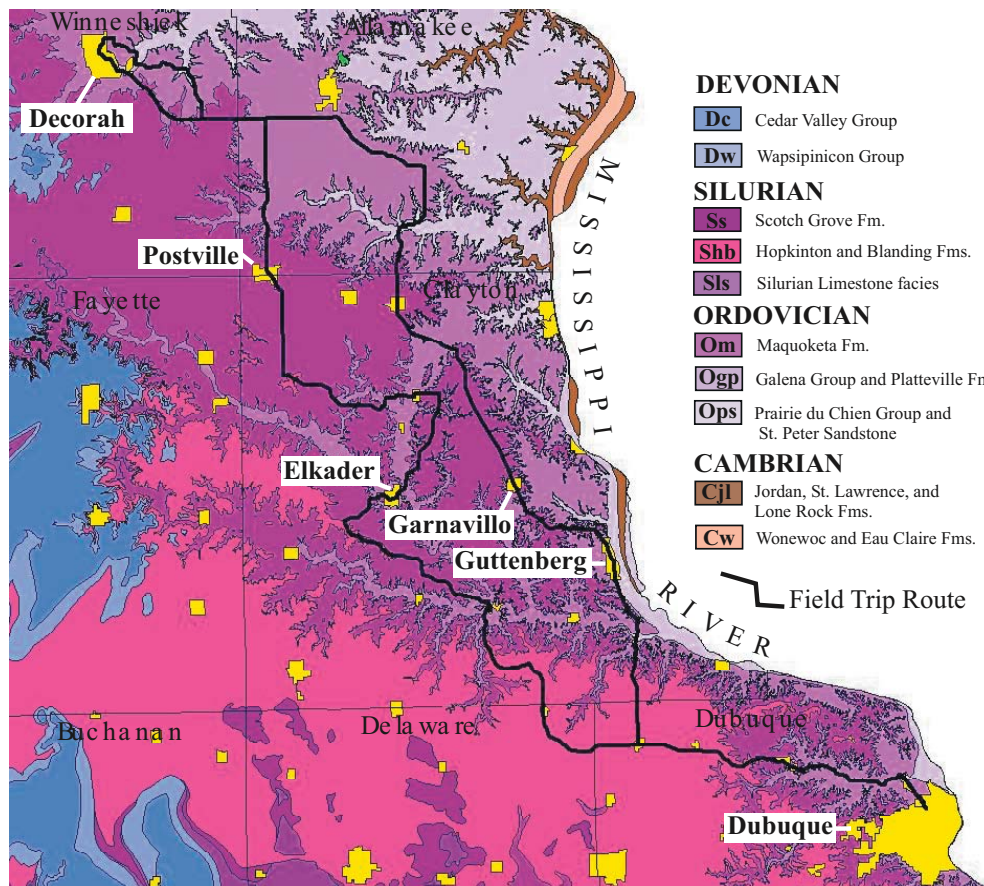 Winneshick
Allamakee
Decorah
Postville
Fayette
Clayton
Elkader
Garnavillo
Guttenberg
Buchanan
Delaware
Dubuque
Dubuque
MISSISSIPPI
RIVER
DEVONIAN
Dc Cedar Valley Group
Dw Wapsipinicon Group
SILURIAN
Ss Scotch Grove Fm.
Shb Hopkinton and Blanding Fms.
Sls Silurian Limestone facies
ORDOVICIAN
Om Maquoketa Fm.
Ogp Galena Group and Platteville Fm
Ops Prairie du Chien Group and
St. Peter Sandstone
CAMBRIAN
Cjl Jordan, St. Lawrence, and
Lone Rock Fms.
Cw Wonewoc and Eau Claire Fms.
Field Trip Route